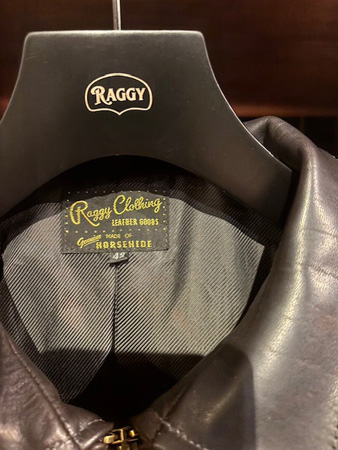 RAGGY
Raggy Clothing
LEATHER GOODS
Genuine MADE OF
HORSEHIDE
42